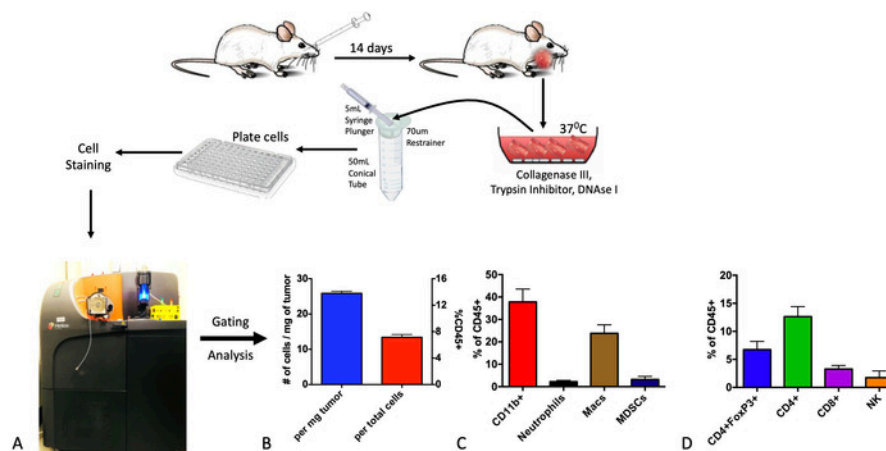 14 days
5mL
Syringe
Plunger
70um
Restrainer
50mL
Conical
Tube
37⁰C
Collagenase III,
Trypsin Inhibitor, DNAse I
Plate cells
Cell
Staining
Gating
Analysis
A
# of cells / mg of tumor
30
20
10
0
16
12
8
4
0
%CD45+
per mg tumor
per total cells
B
% of CD45+
50
40
30
20
10
0
CD11b+
Neutrophils
Macs
MDSCs
C
% of CD45+
20
15
10
5
0
CD4+FoxP3+
CD4+
CD8+
NK
D